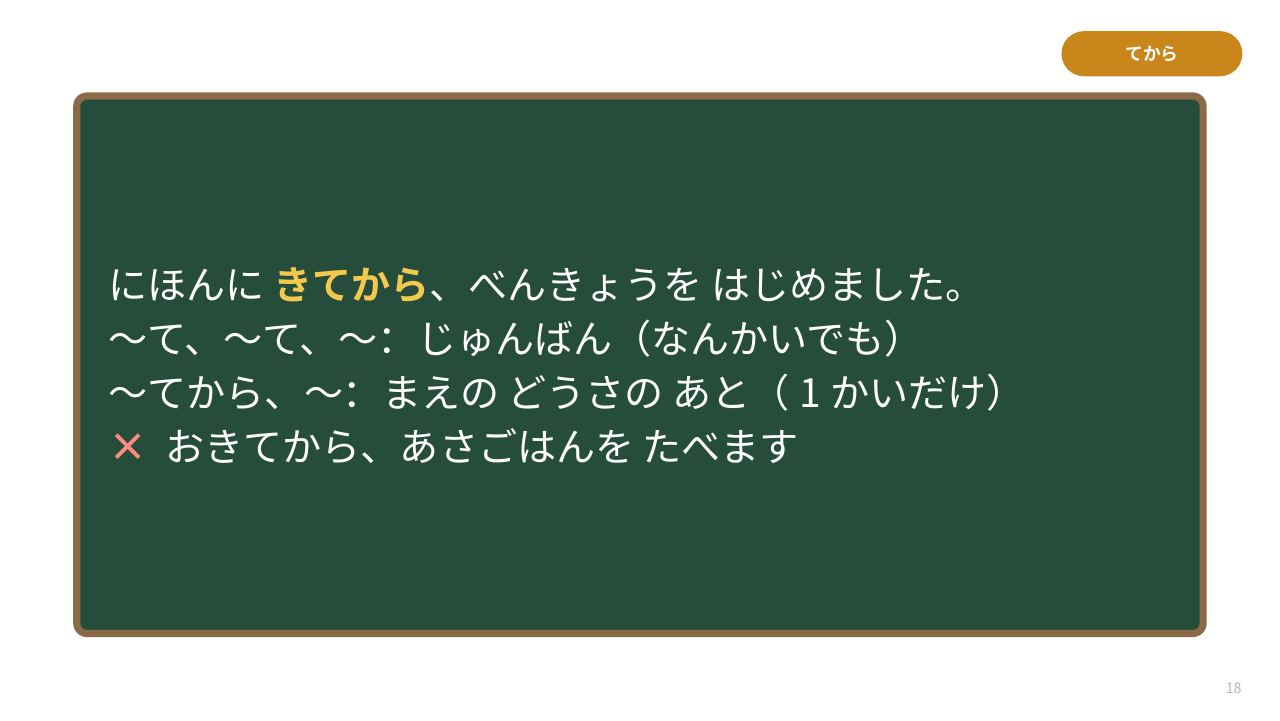 てから
にほんに きてから、べんきょうを はじめました。
～て、～て、～：じゅんばん（なんかいでも）
～てから、～：まえの どうさの あと（１かいだけ）
✕ おきてから、あさごはんを たべます
18